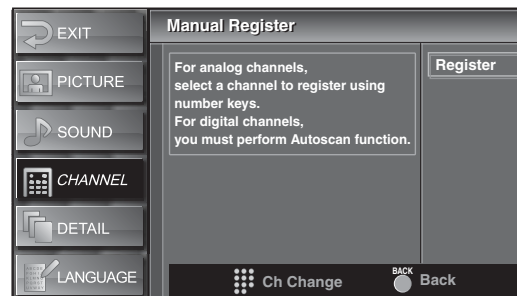 EXIT
PICTURE
SOUND
CHANNEL
DETAIL
LANGUAGE
Manual Register
For analog channels,
select a channel to register using
number keys.
For digital channels,
you must perform Autoscan function.
Register
Ch Change
BACK
Back